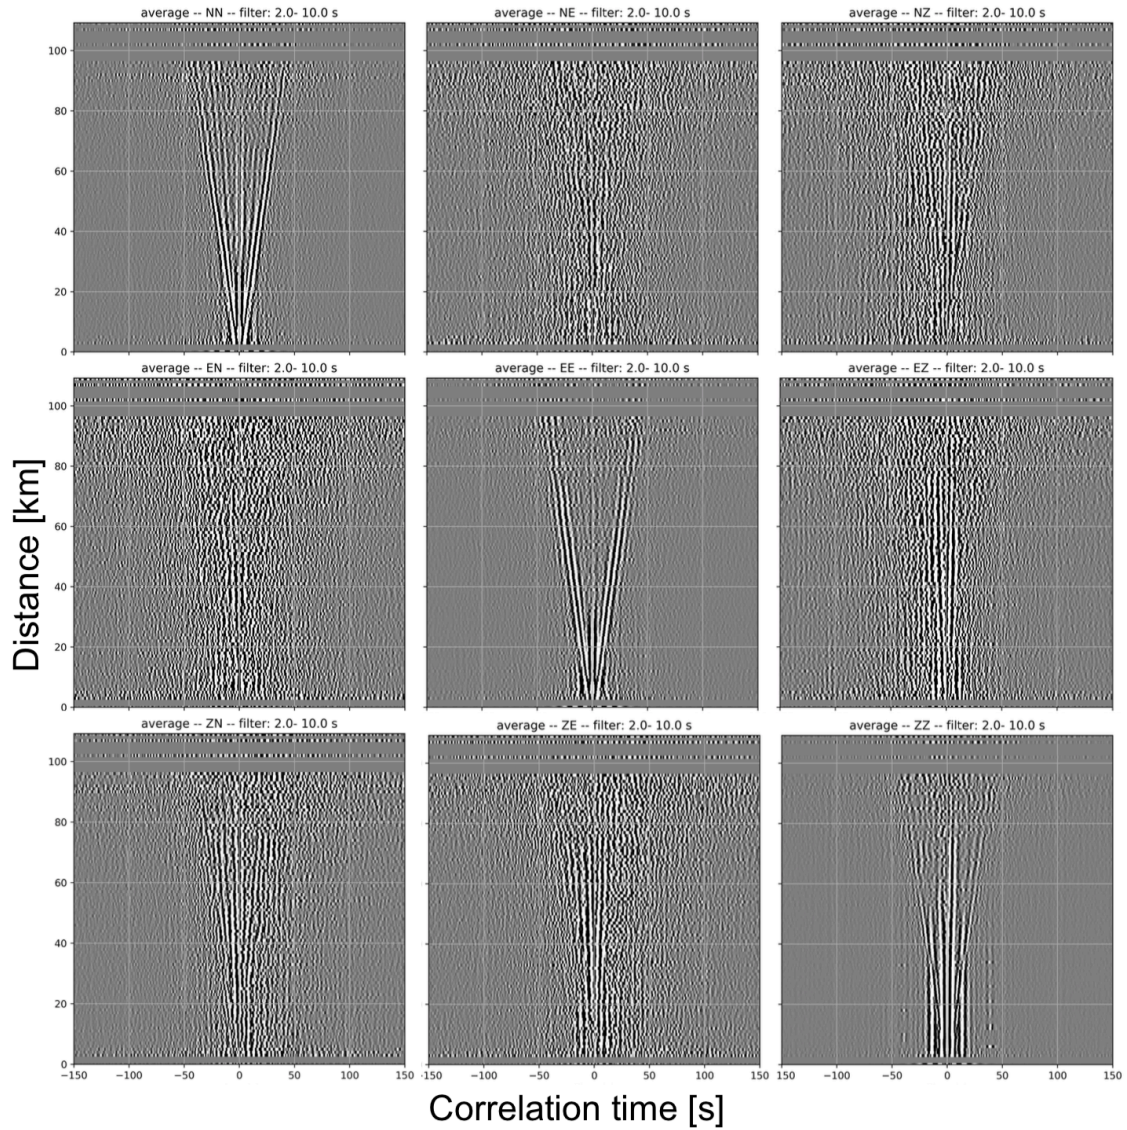 average -- NN -- filter: 2.0- 10.0 s
average -- NE -- filter: 2.0- 10.0 s
average -- NZ -- filter: 2.0- 10.0 s
100
80
60
40
20
0
average -- EN -- filter: 2.0- 10.0 s
average -- EE -- filter: 2.0- 10.0 s
average -- EZ -- filter: 2.0- 10.0 s
100
80
60
40
20
0
Distance [km]
average -- ZN -- filter: 2.0- 10.0 s
average -- ZE -- filter: 2.0- 10.0 s
average -- ZZ -- filter: 2.0- 10.0 s
100
80
60
40
20
0
−150 −100 −50 0 50 100 150
-150 −100 −50 0 50 100 150
150 −100 −50 0 50 100 150
Correlation time [s]